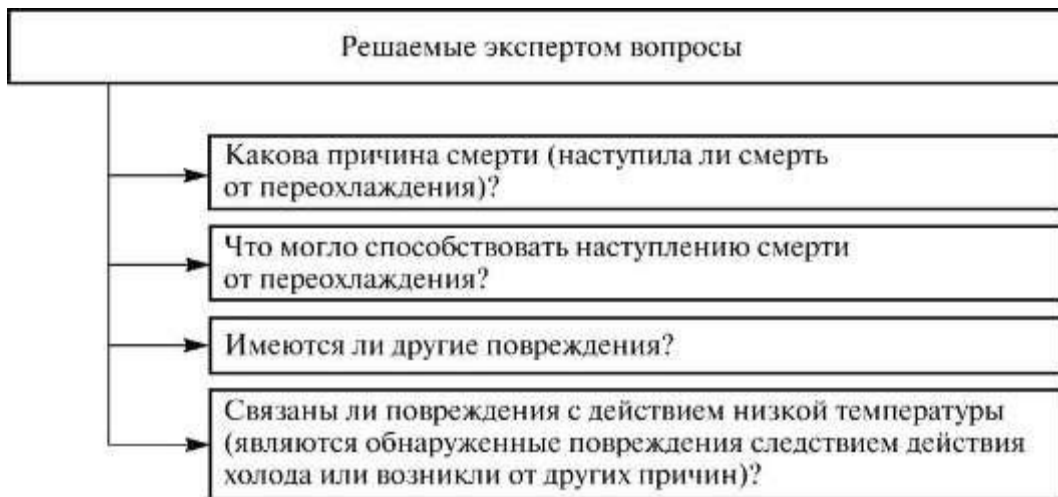 Решаемые экспертом вопросы
Какова причина смерти (наступила ли смерть
от переохлаждения)?
Что могло способствовать наступлению смерти
от переохлаждения?
Имеются ли другие повреждения?
Связаны ли повреждения с действием низкой температуры
(являются обнаруженные повреждения следствием действия
холода или возникли от других причин)?